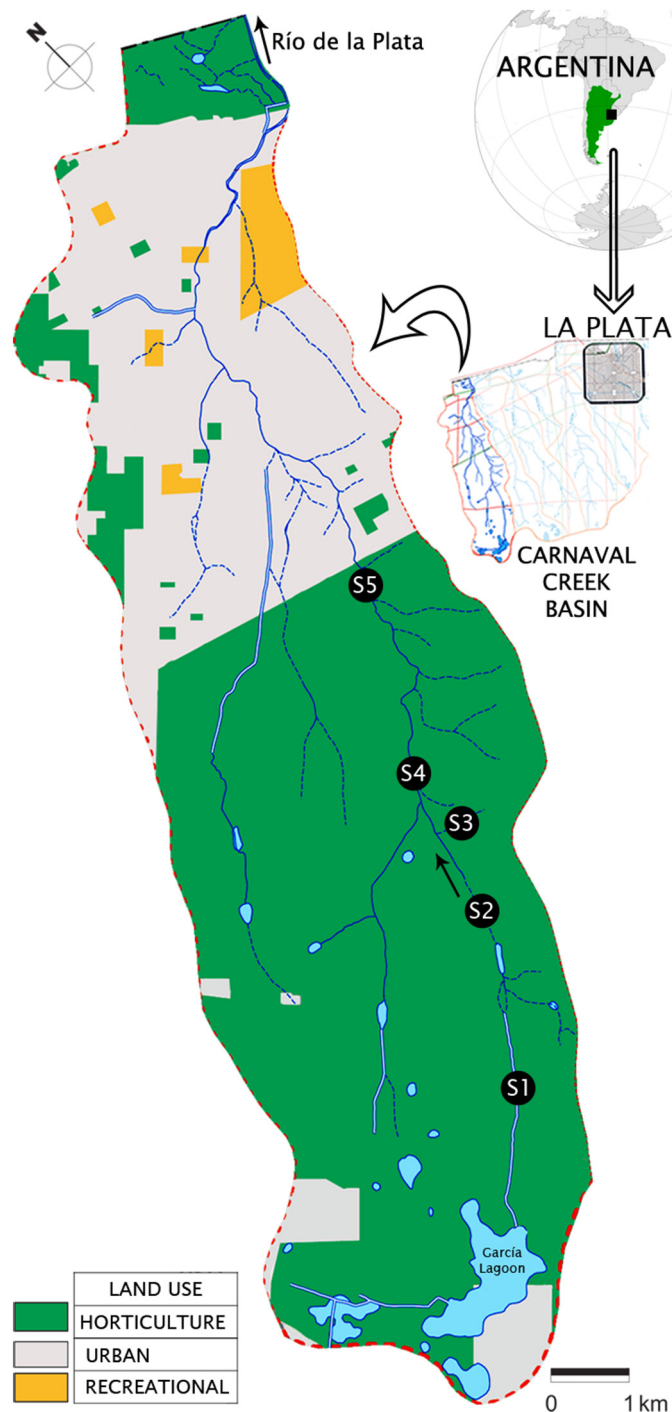 N
Río de la Plata
ARGENTINA
LA PLATA
CARNAVAL
CREEK
BASIN
S5
S4
S3
S2
S1
García
Lagoon
LAND USE
HORTICULTURE
URBAN
RECREATIONAL
0
1 km